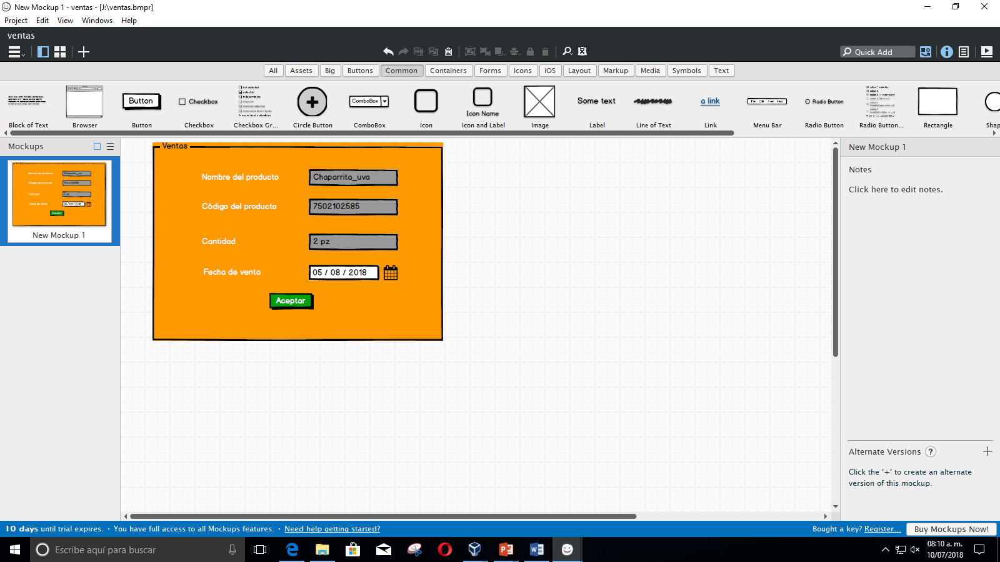 New Mockup 1 - ventas - [J:\ventas.bmpr]
Project Edit View Windows Help
ventas
Quick Add
All Assets Big Buttons Common Containers Forms Icons iOS Layout Markup Media Symbols Text
Button Checkbox ComboBox Icon Name Some text a link Radio Button
Block of Text Browser Button Checkbox Checkbox Gr... Circle Button ComboBox Icon Icon and Label Image Label Line of Text Link Menu Bar Radio Button Radio Button... Rectangle Shap
Mockups
New Mockup 1
Ventas
Nombre del producto Chaparrita_uva
Código del producto 7502102585
Cantidad 2 pz
Fecha de venta 05 / 08 / 2018
Aceptar
New Mockup 1
Notes
Click here to edit notes.
Alternate Versions ?
Click the '+' to create an alternate
version of this mockup.
10 days until trial expires. · You have full access to all Mockups features. · Need help getting started?
Bought a key? Register... Buy Mockups Now!
Escribe aquí para buscar
08:10 a. m.
10/07/2018